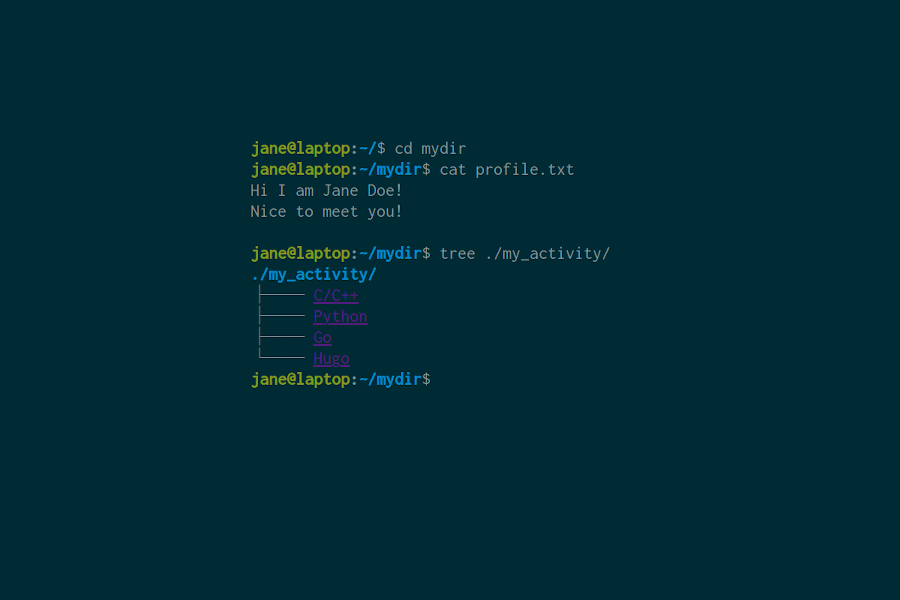 jane@laptop:~/$ cd mydir
jane@laptop:~/mydir$ cat profile.txt
Hi I am Jane Doe!
Nice to meet you!
jane@laptop:~/mydir$ tree ./my_activity/
./my_activity/
├──── C/C++
├──── Python
├──── Go
└──── Hugo
jane@laptop:~/mydir$